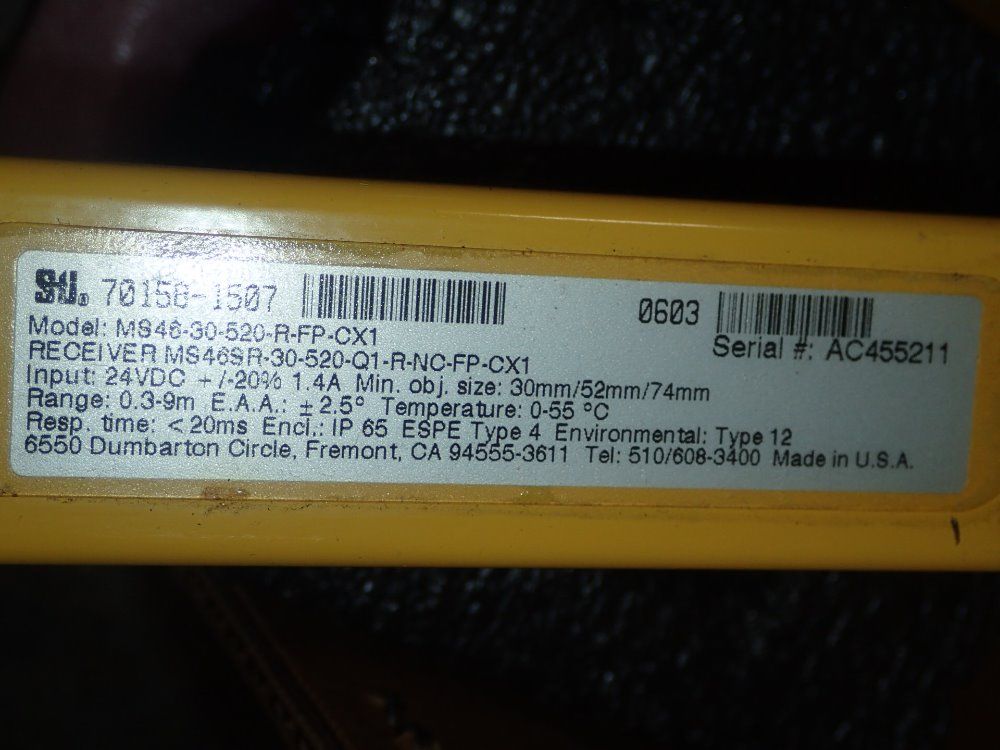 STI® 70158-1507
0603
Serial #: AC455211
Model: MS46-30-520-R-FP-CX1
RECEIVER MS46SR-30-520-Q1-R-NC-FP-CX1
Input: 24VDC +/-20% 1.4A Min. obj. size: 30mm/52mm/74mm
Range: 0.3-9m E.A.A.: ±2.5° Temperature: 0-55 °C
Resp. time: < 20ms Encl.: IP 65 ESPE Type 4 Environmental: Type 12
6550 Dumbarton Circle, Fremont, CA 94555-3611 Tel: 510/608-3400 Made in U.S.A.